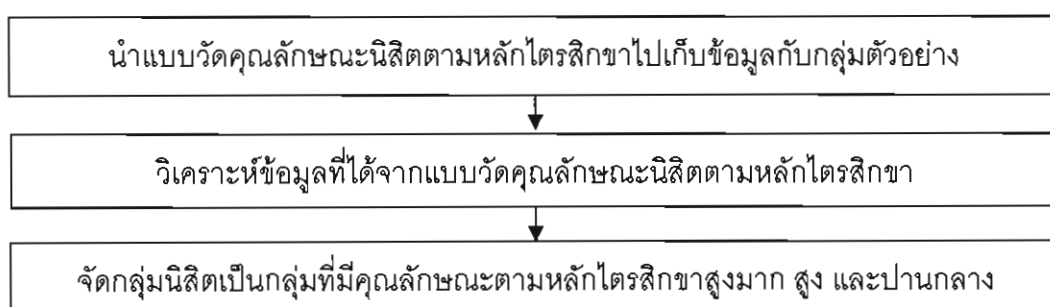 นำแบบวัดคุณลักษณะนิสิตตามหลักไตรสิกขาไปเก็บข้อมูลกับกลุ่มตัวอย่าง
วิเคราะห์ข้อมูลที่ได้จากแบบวัดคุณลักษณะนิสิตตามหลักไตรสิกขา
จัดกลุ่มนิสิตเป็นกลุ่มที่มีคุณลักษณะตามหลักไตรสิกขาสูงมาก สูง และปานกลาง